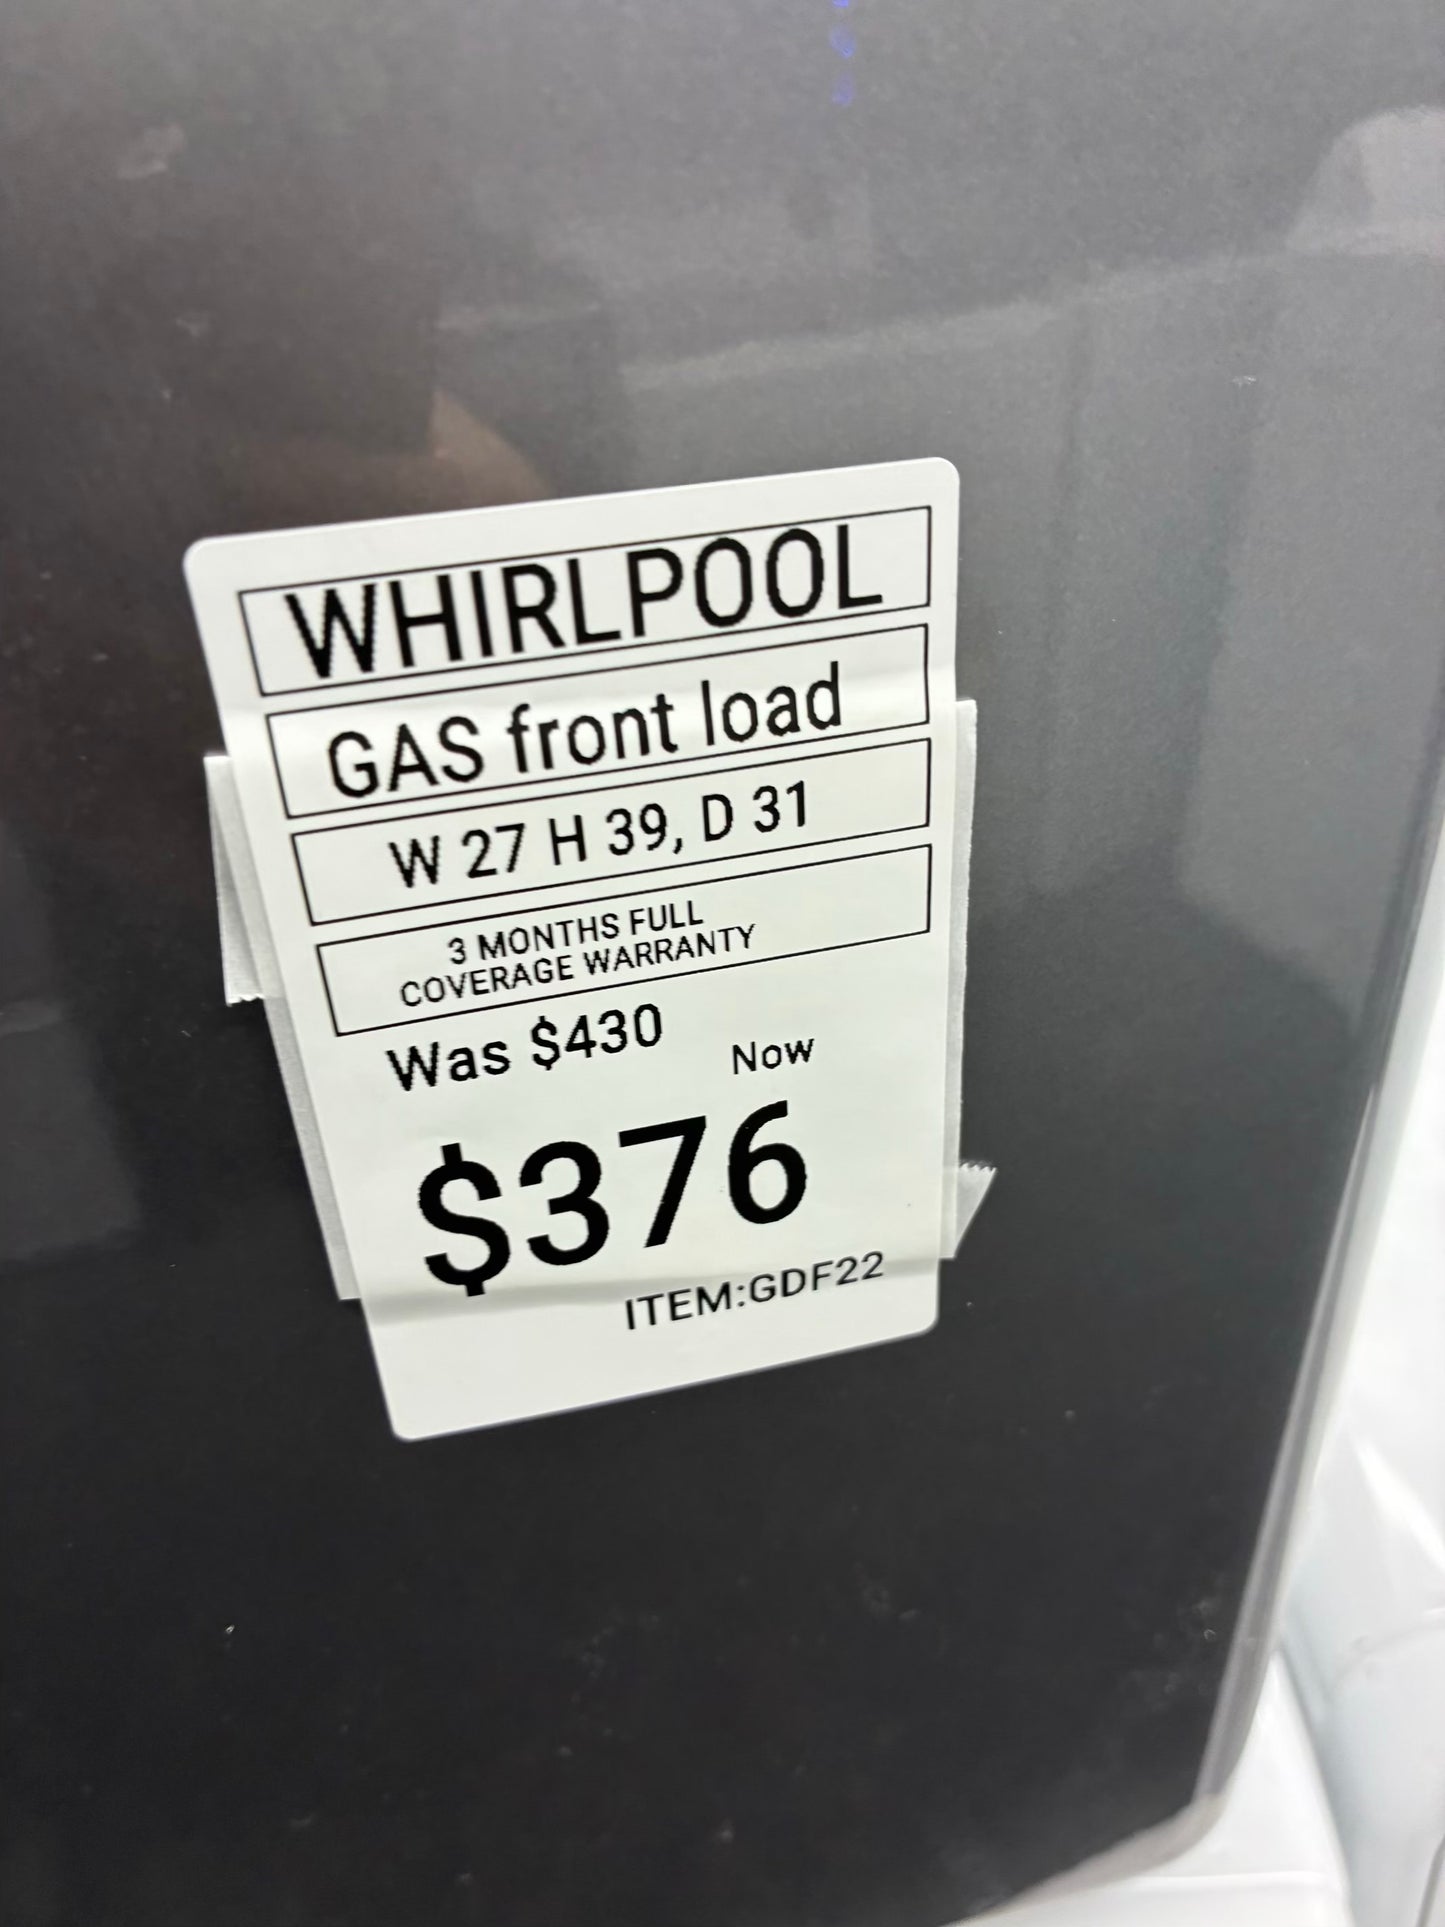 WHIRLPOOL
GAS front load
W 27 H 39, D 31
3 MONTHS FULL
COVERAGE WARRANTY
Was $430
Now
$376
ITEM:GDF22